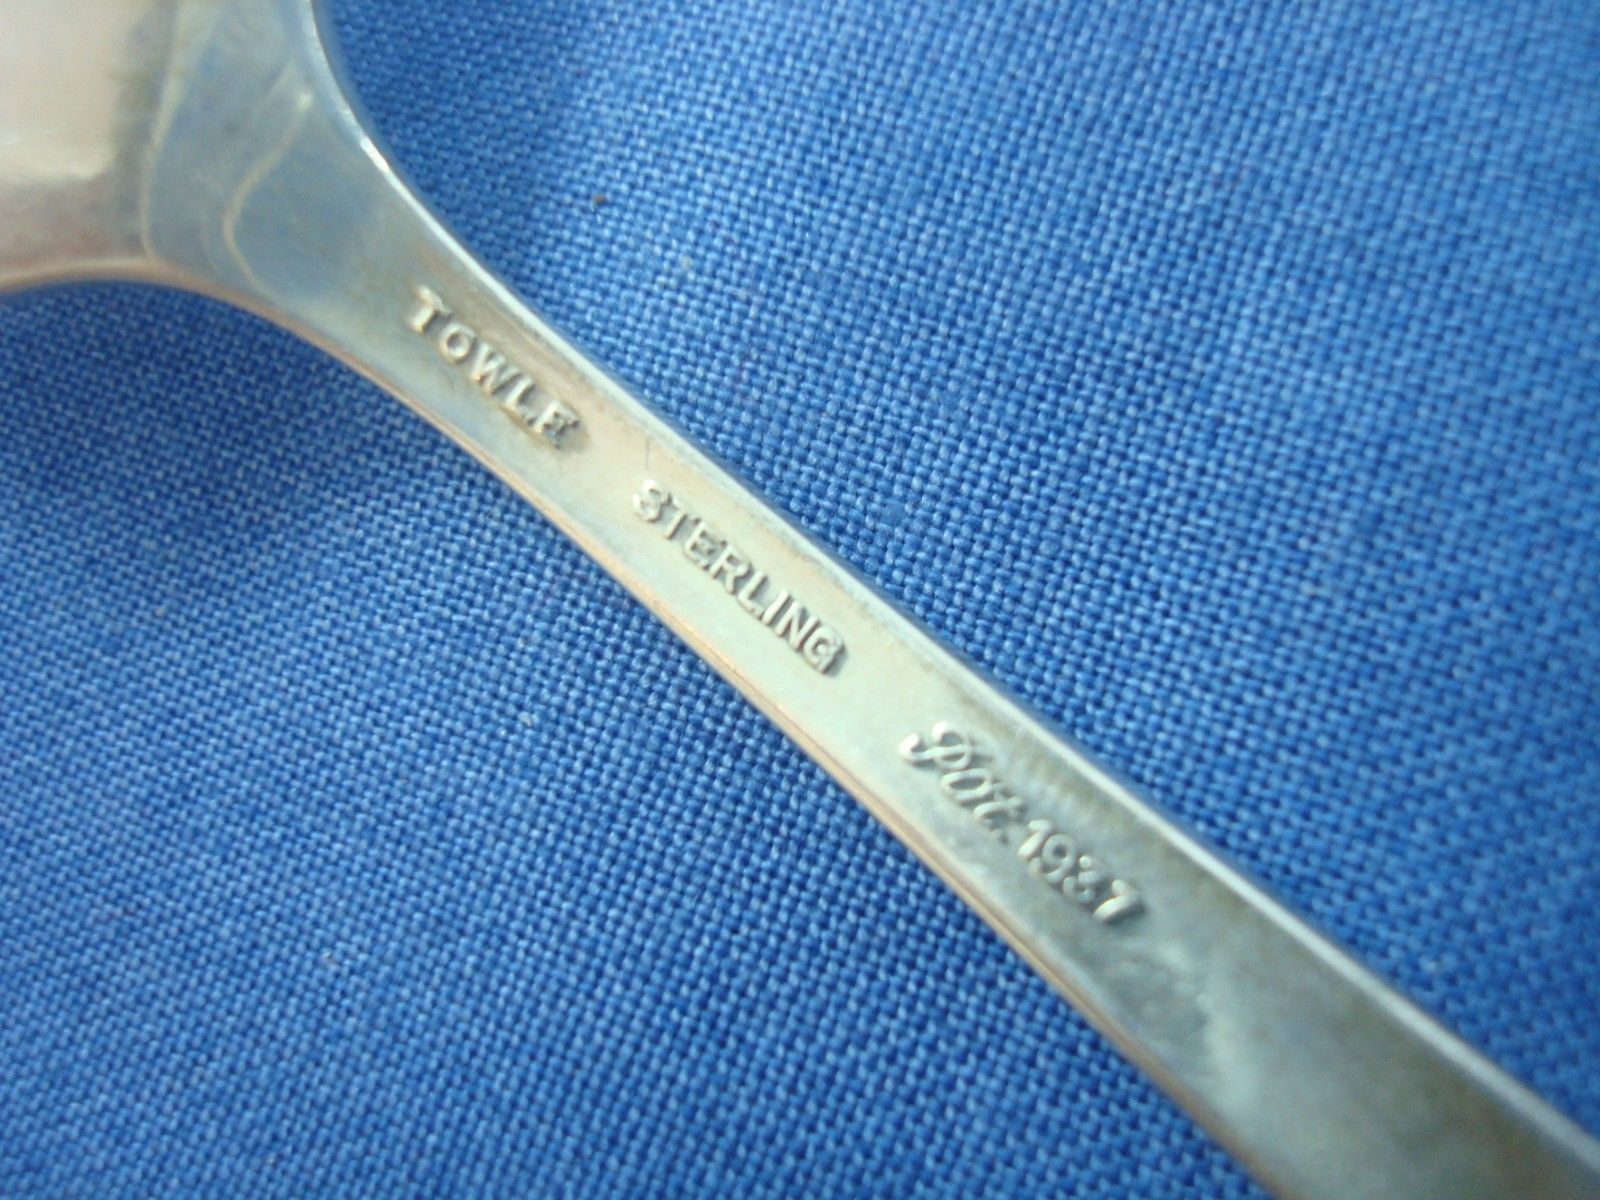 TOWLE STERLING Pat. 1937